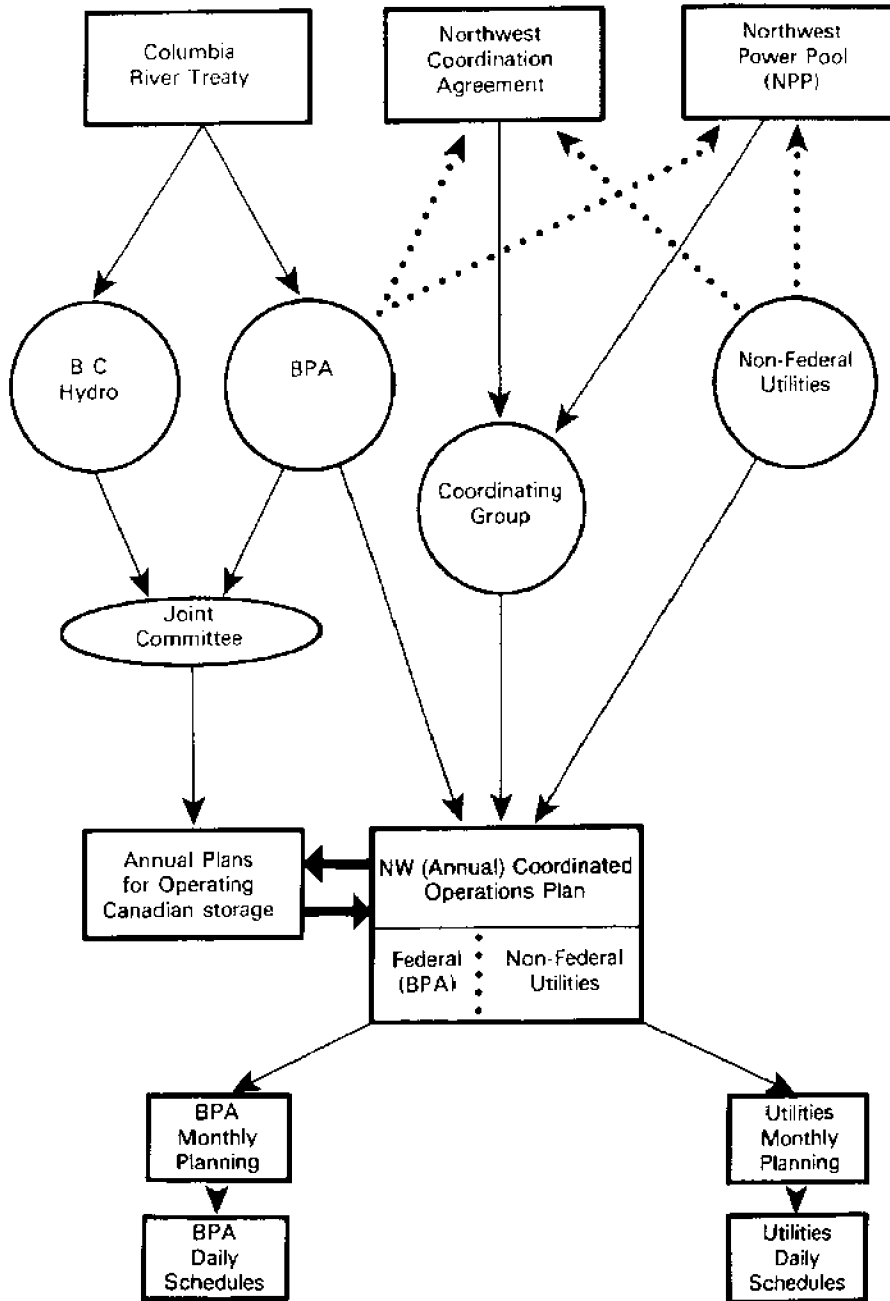 Columbia
River Treaty
Northwest
Coordination
Agreement
Northwest
Power Pool
(NPP)
B C
Hydro
BPA
Coordinating
Group
Non-Federal
Utilities
Joint
Committee
Annual Plans
for Operating
Canadian storage
NW (Annual) Coordinated
Operations Plan
Federal
(BPA)
Non-Federal
Utilities
BPA
Monthly
Planning
Utilities
Monthly
Planning
BPA
Daily
Schedules
Utilities
Daily
Schedules